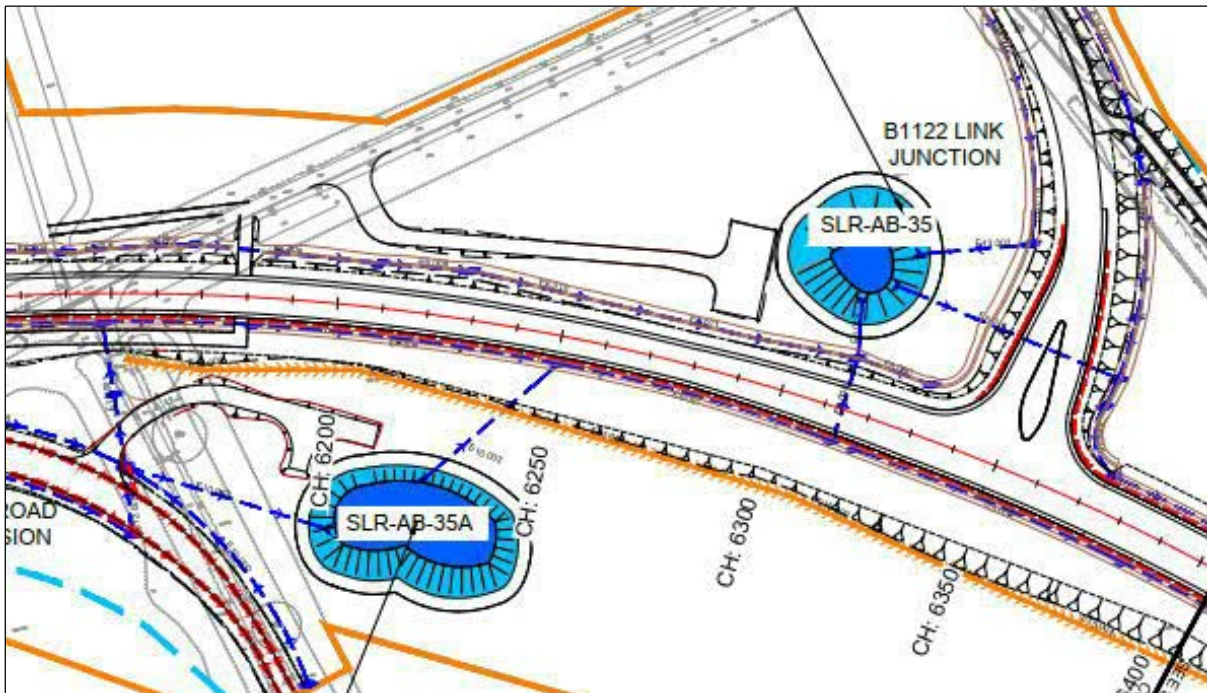 B1122 LINK
JUNCTION
SLR-AB-35
CH: 6200
CH: 6250
SLR-AB-35A
ROAD
SION
CH: 6300
CH: 6350
400